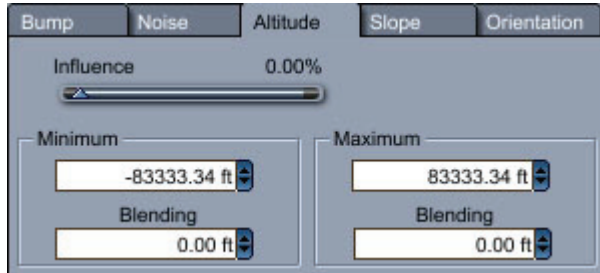 Bump Noise Altitude Slope Orientation
Influence 0.00%
Minimum Maximum
-83333.34 ft 83333.34 ft
Blending Blending
0.00 ft 0.00 ft